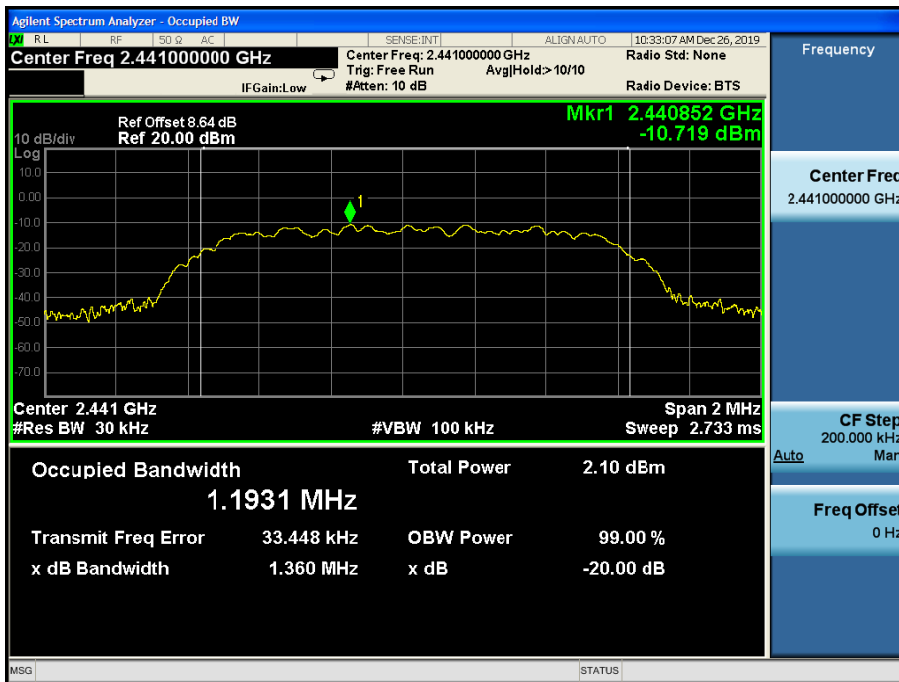 Agilent Spectrum Analyzer - Occupied BW
LXI RL RF 50 Ω AC SENSE:INT ALIGN AUTO 10:33:07 AM Dec 26, 2019
Center Freq 2.441000000 GHz
Center Freq: 2.441000000 GHz
Radio Std: None
Trig: Free Run Avg|Hold:> 10/10
IFGain:Low #Atten: 10 dB Radio Device: BTS
Frequency
Mkr1 2.440852 GHz
-10.719 dBm
Ref Offset 8.64 dB
10 dB/div Ref 20.00 dBm
Log
10.0
0.00
-10.0
-20.0
-30.0
-40.0
-50.0
-60.0
-70.0
1
Center 2.441 GHz Span 2 MHz
#Res BW 30 kHz #VBW 100 kHz Sweep 2.733 ms
Occupied Bandwidth Total Power 2.10 dBm
1.1931 MHz
Transmit Freq Error 33.448 kHz OBW Power 99.00 %
x dB Bandwidth 1.360 MHz x dB -20.00 dB
Center Freq
2.441000000 GHz
CF Step
200.000 kHz
Auto Man
Freq Offset
0 Hz
MSG STATUS